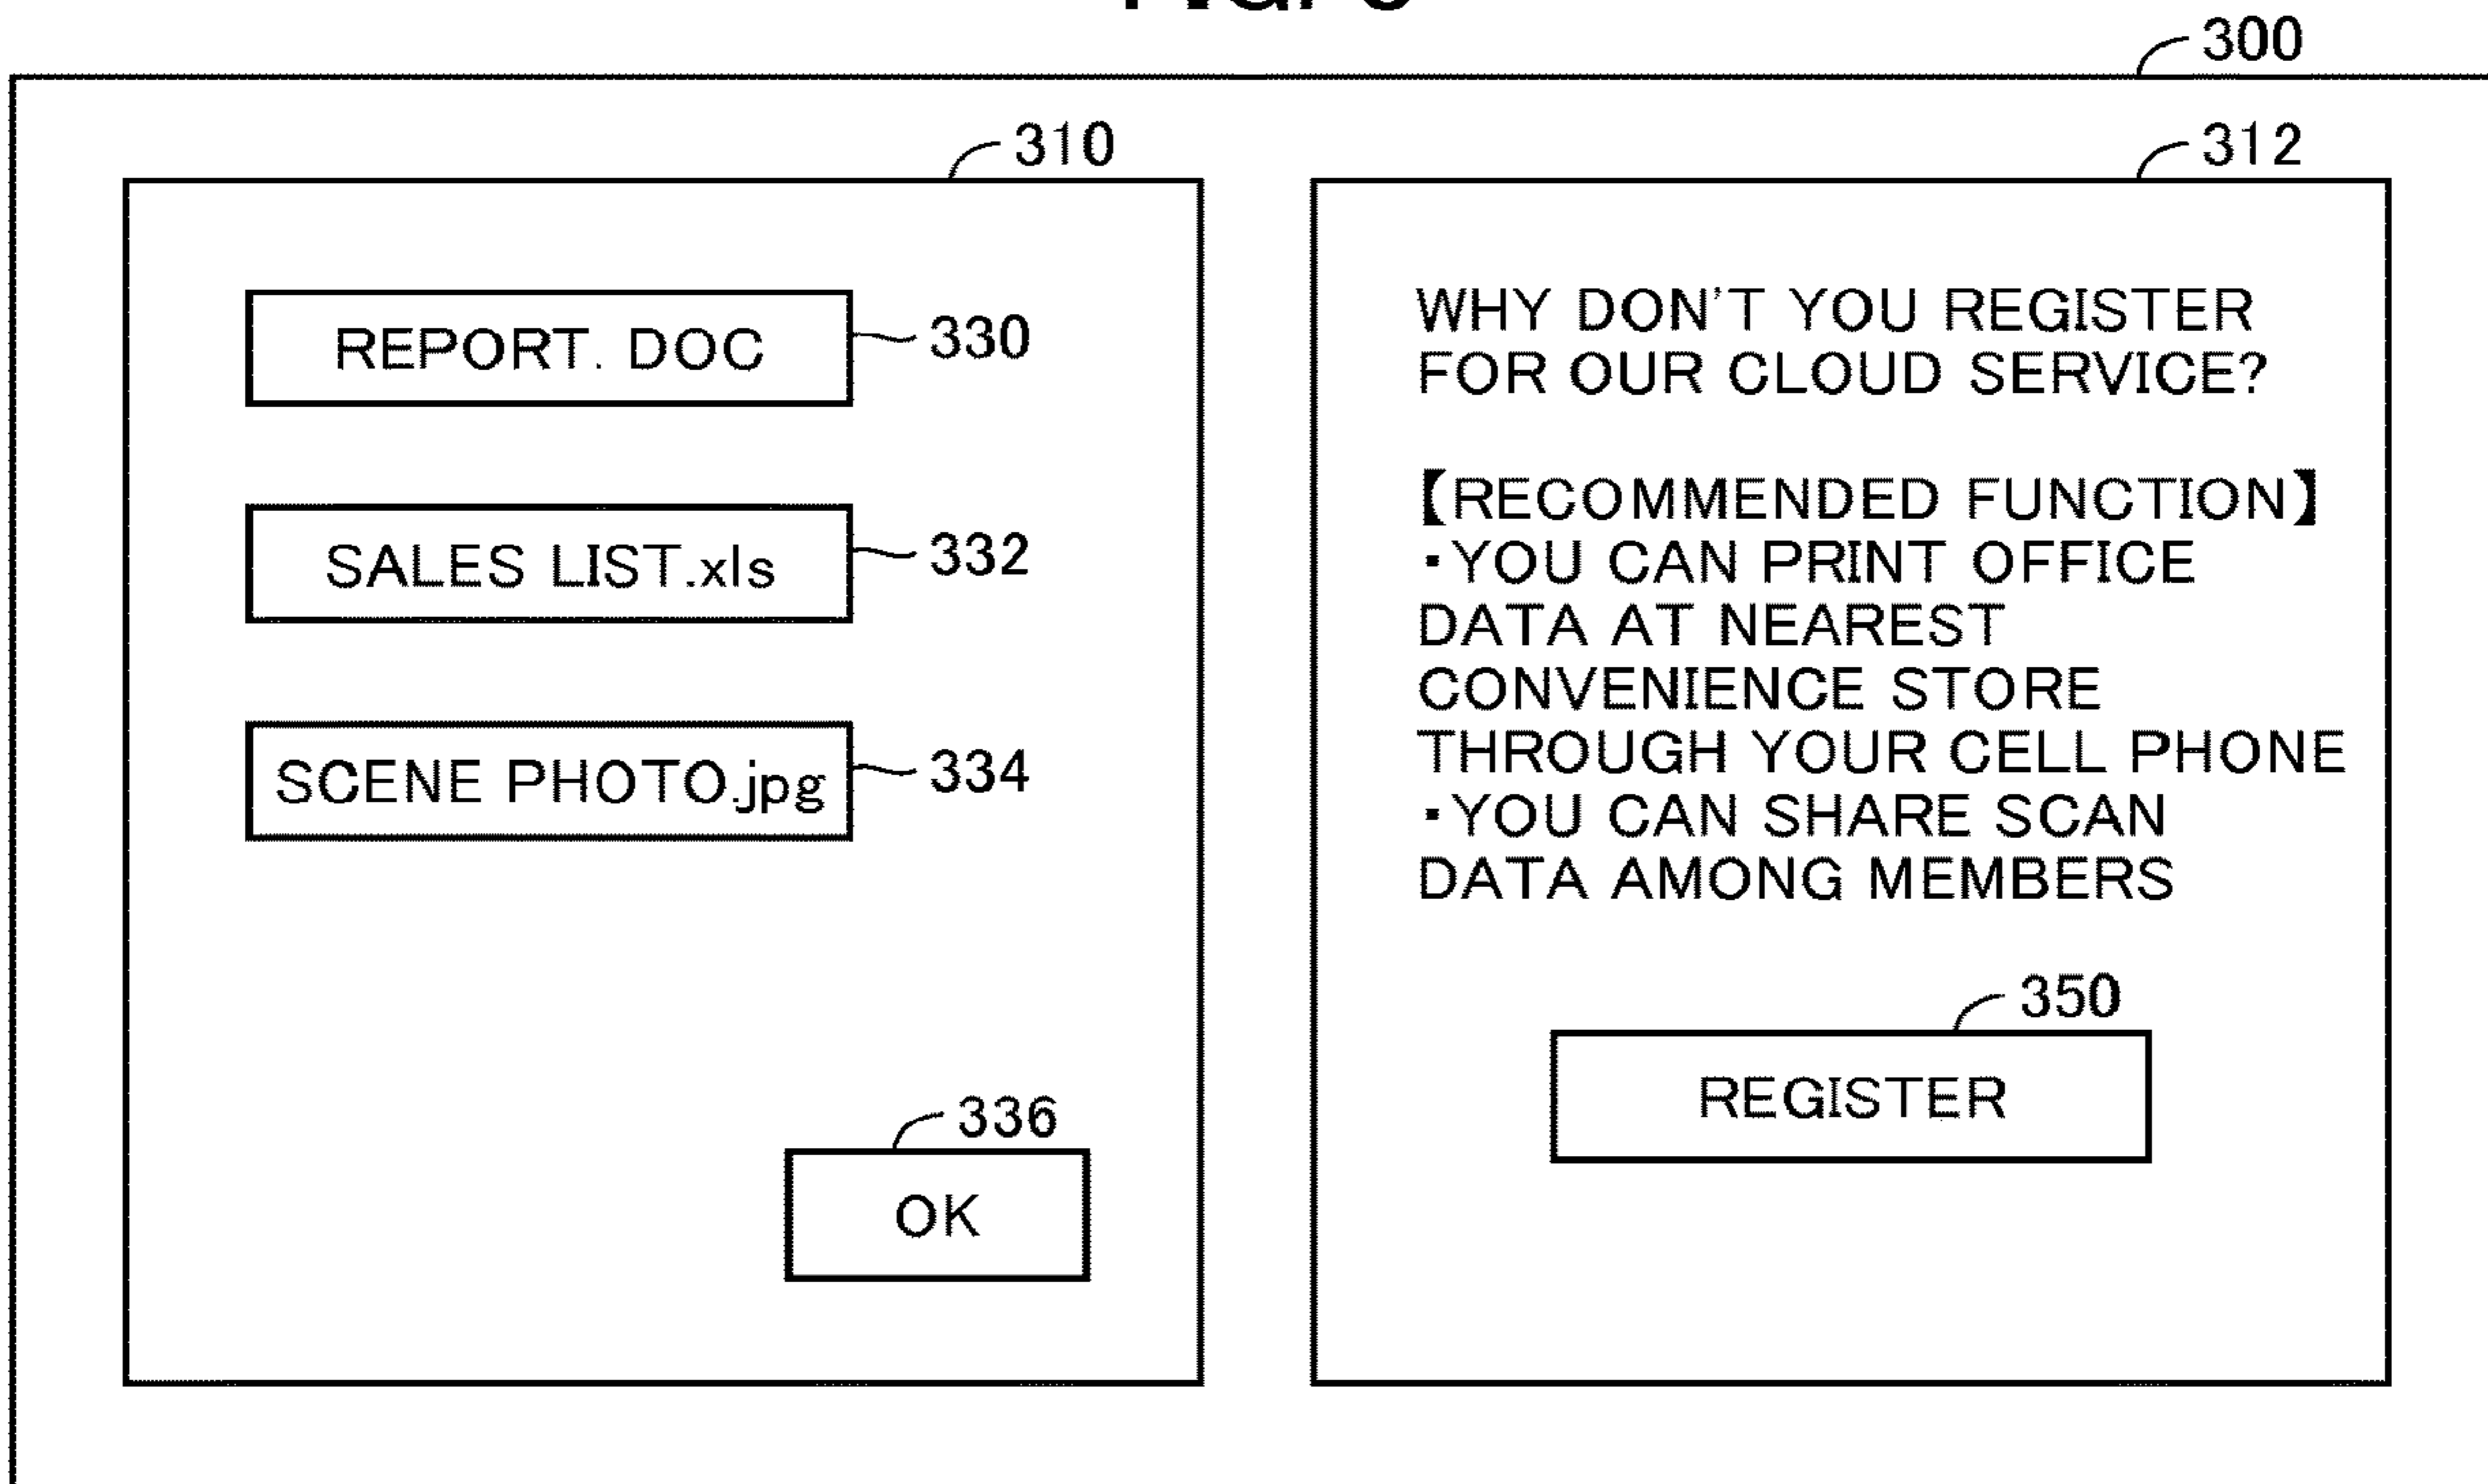 300
310
REPORT. DOC
330
SALES LIST.xls
332
SCENE PHOTO.jpg
334
336
OK
312
WHY DON'T YOU REGISTER
FOR OUR CLOUD SERVICE?
【RECOMMENDED FUNCTION】
・YOU CAN PRINT OFFICE
DATA AT NEAREST
CONVENIENCE STORE
THROUGH YOUR CELL PHONE
・YOU CAN SHARE SCAN
DATA AMONG MEMBERS
350
REGISTER